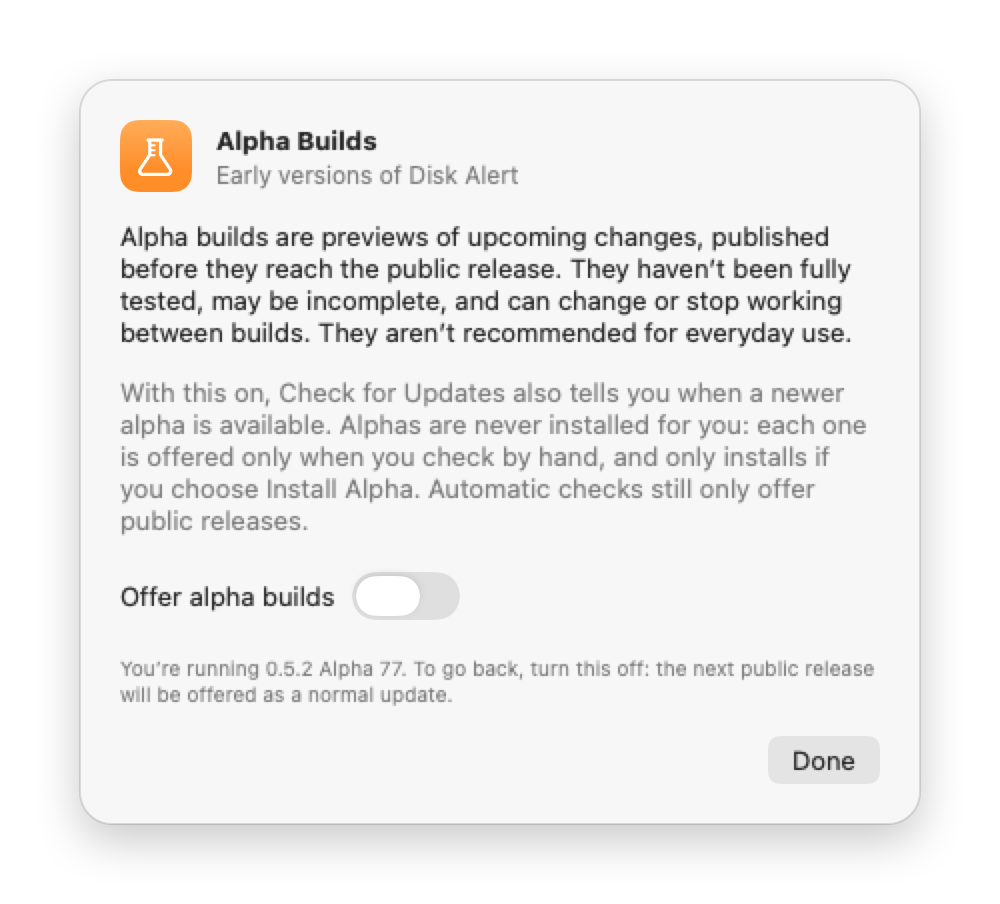 Alpha Builds
Early versions of Disk Alert
Alpha builds are previews of upcoming changes, published
before they reach the public release. They haven’t been fully
tested, may be incomplete, and can change or stop working
between builds. They aren’t recommended for everyday use.
With this on, Check for Updates also tells you when a newer
alpha is available. Alphas are never installed for you: each one
is offered only when you check by hand, and only installs if
you choose Install Alpha. Automatic checks still only offer
public releases.
Offer alpha builds
You’re running 0.5.2 Alpha 77. To go back, turn this off: the next public release
will be offered as a normal update.
Done